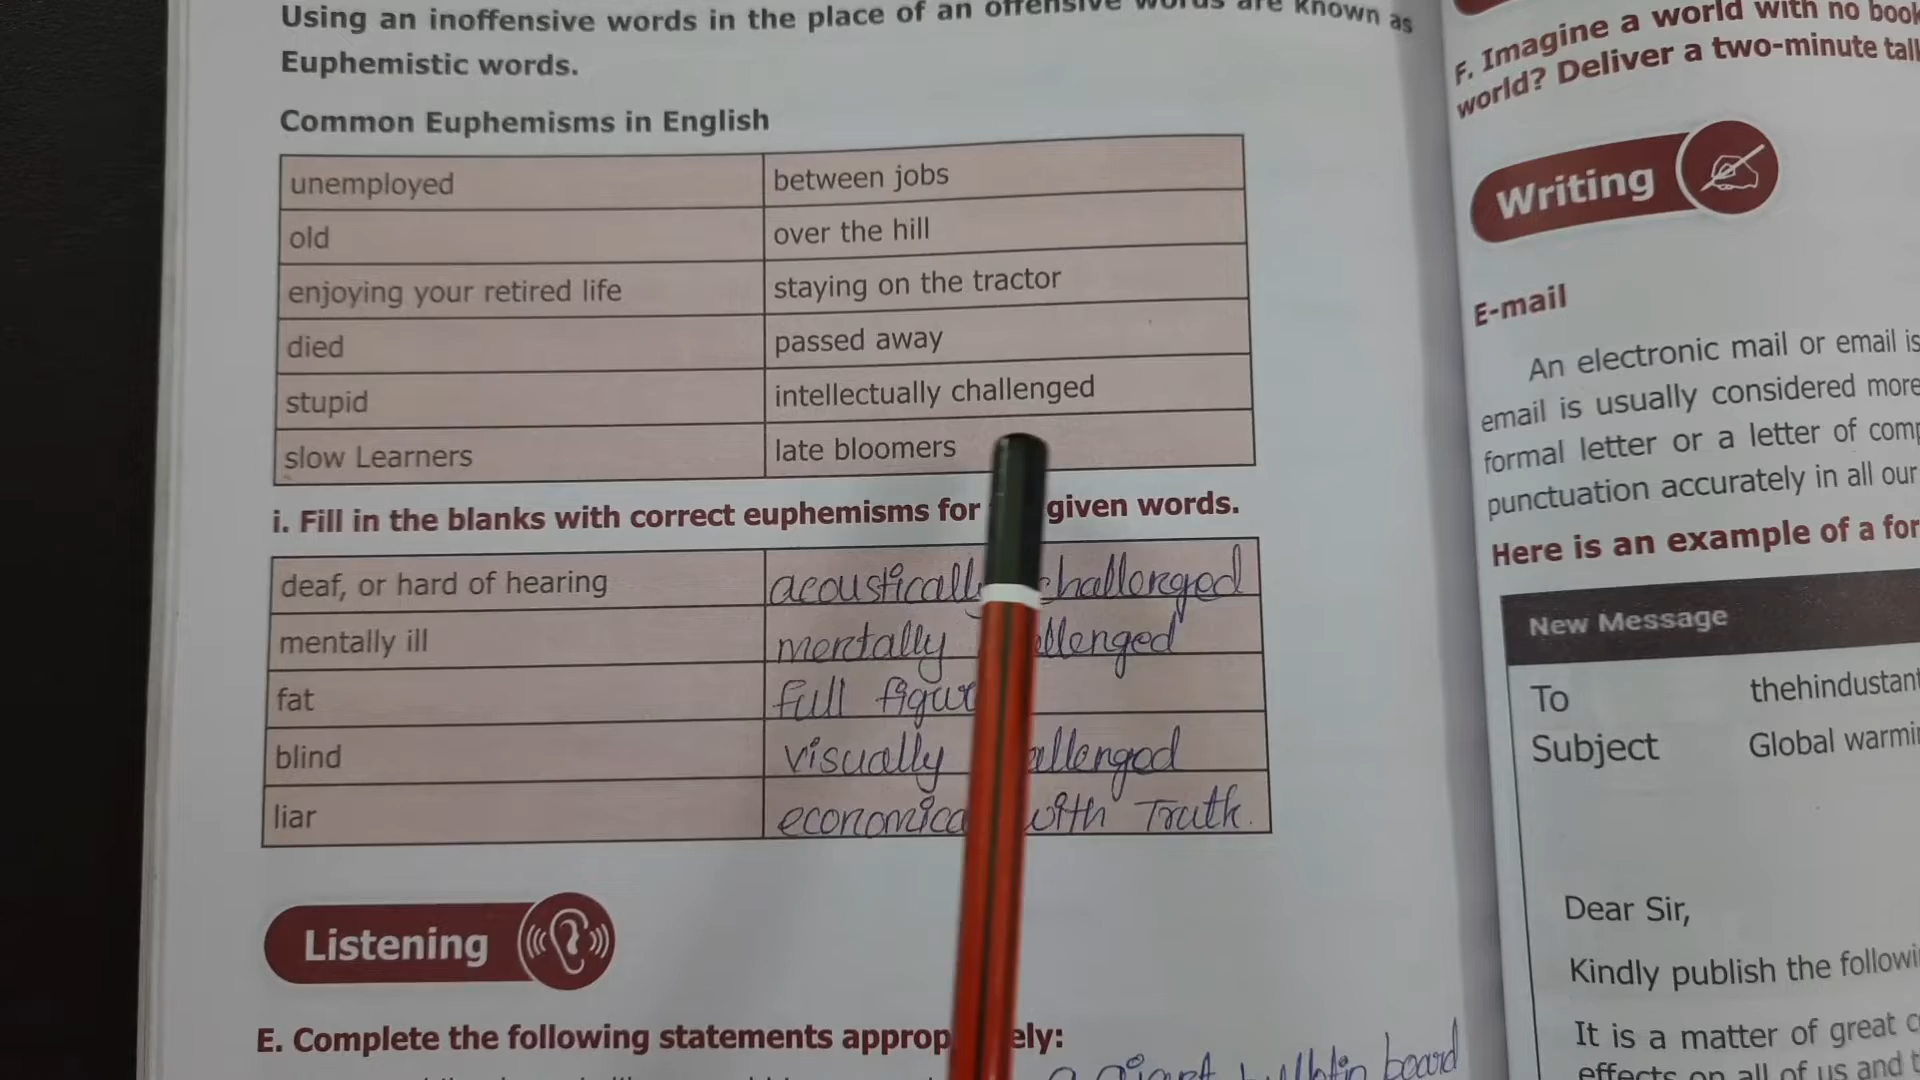 Using an inoffensive words in the place of an offensive words are known as
Euphemistic words.
Common Euphemisms in English
unemployed between jobs
old over the hill
enjoying your retired life staying on the tractor
died passed away
stupid intellectually challenged
slow Learners late bloomers
i. Fill in the blanks with correct euphemisms for given words.
deaf, or hard of hearing acoustically challenged
mentally ill mentally
fat full
blind visually
liar with Truth.
Listening
E. Complete the following statements
a giant bulletin board
F. Imagine a world with no
world? Deliver a two-minute
Writing
E-mail
An electronic mail or email is
email is usually considered more
formal letter or a letter of
punctuation accurately in all our
Here is an example of a
New Message
To
Subject Global
Dear Sir,
Kindly publish the
It is a matter of great
effects on all of us and